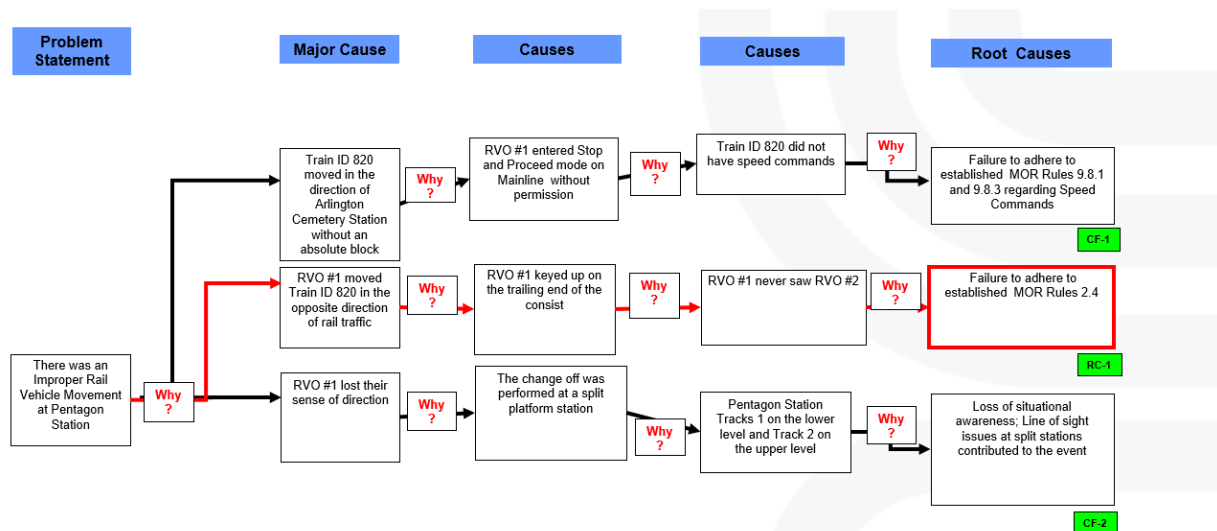 Problem
Statement
Major Cause
Causes
Causes
Root  Causes
Train ID 820
moved in the
direction of
Arlington
Cemetery Station
without an
absolute block
Why
?
RVO #1 entered Stop
and Proceed mode on
Mainline without
permission
Why
?
Train ID 820 did not
have speed commands
Why
?
Failure to adhere to
established MOR Rules 9.8.1
and 9.8.3 regarding Speed
Commands
CF-1
RVO #1 moved
Train ID 820 in the
opposite direction
of rail traffic
Why
?
RVO #1 keyed up on
the trailing end of the
consist
Why
?
RVO #1 never saw RVO #2
Why
?
Failure to adhere to
established  MOR Rules 2.4
RC-1
There was an
Improper Rail
Vehicle Movement
at Pentagon
Station
Why
?
RVO #1 lost their
sense of direction
Why
?
The change off was
performed at a split
platform station
Why
?
Pentagon Station
Tracks 1 on the lower
level and Track 2 on
the upper level
Why
?
Loss of situational
awareness; Line of sight
issues at split stations
contributed to the event
CF-2